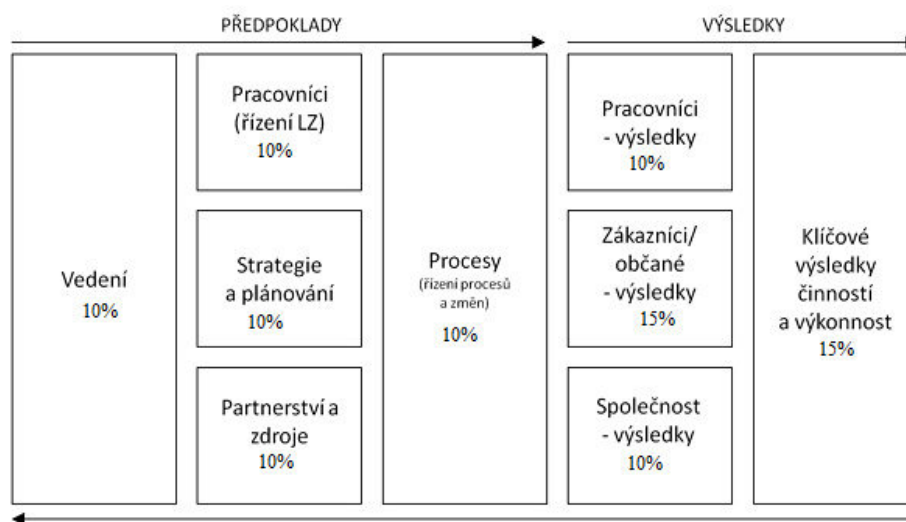 PŘEDPOKLADY
VÝSLEDKY
Vedení
10%
Pracovníci
(řízení LZ)
10%
Strategie
a plánování
10%
Partnerství a
zdroje
10%
Procesy
(řízení procesů
a změn)
10%
Pracovníci
- výsledky
10%
Zákazníci/
občané
- výsledky
15%
Společnost
- výsledky
10%
Klíčové
výsledky
činností
a výkonnost
15%